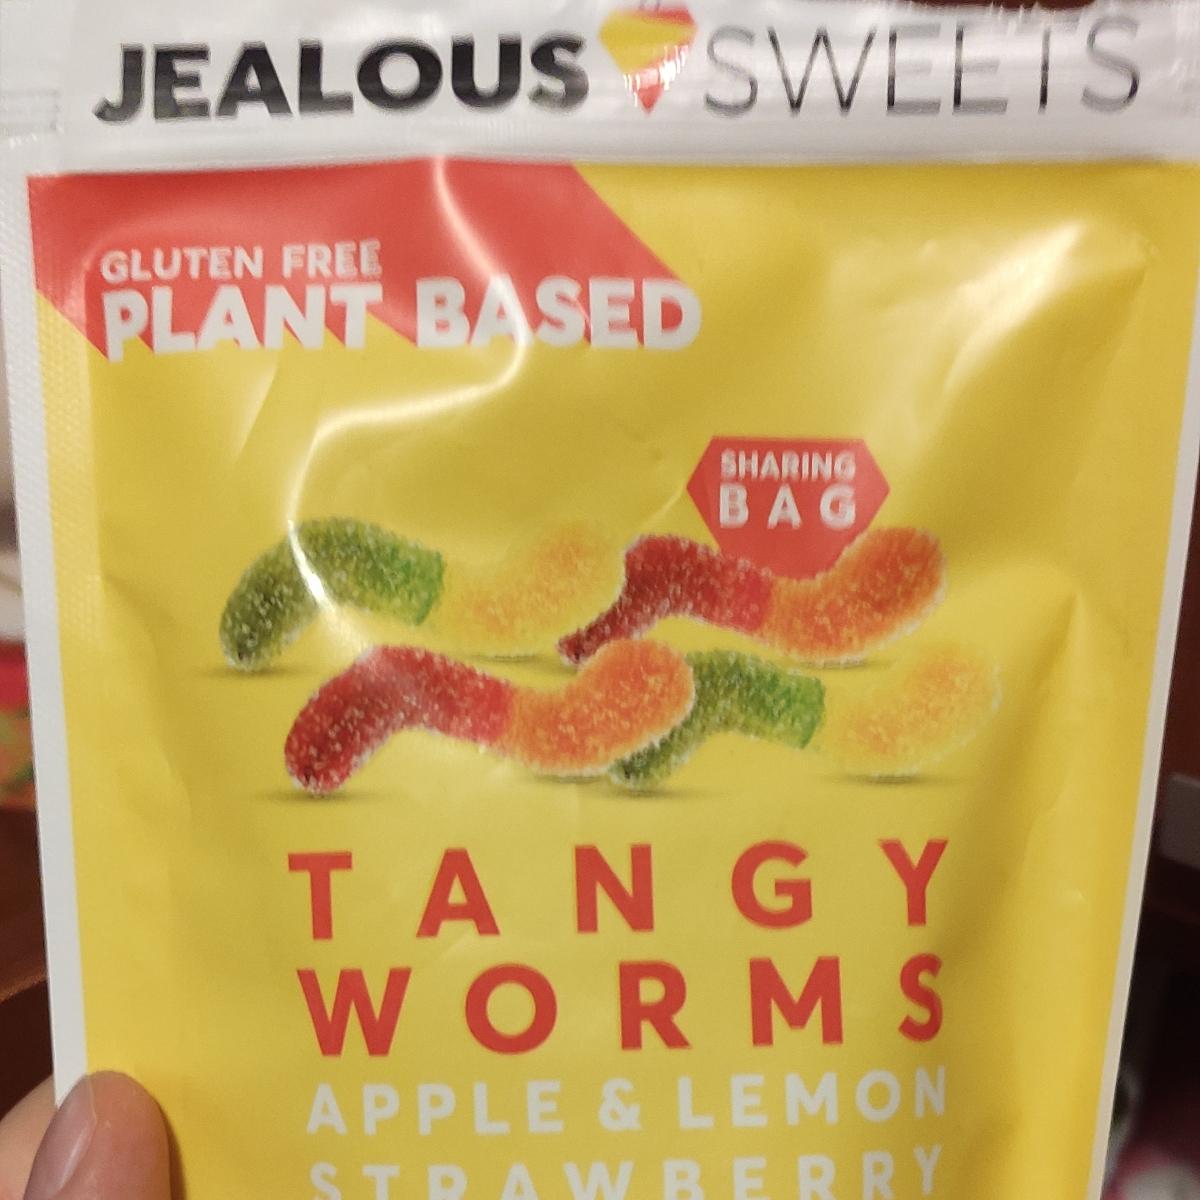 JEALOUS SWEETS
GLUTEN FREE
PLANT BASED
SHARING
BAG
TANGY
WORMS
APPLE & LEMON
STRAWBERRY